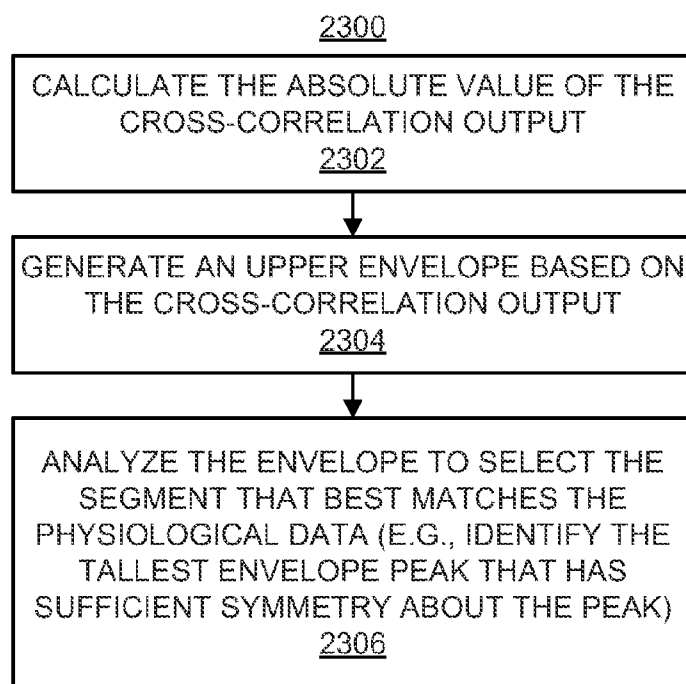 2300
CALCULATE THE ABSOLUTE VALUE OF THE
CROSS-CORRELATION OUTPUT
2302
GENERATE AN UPPER ENVELOPE BASED ON
THE CROSS-CORRELATION OUTPUT
2304
ANALYZE THE ENVELOPE TO SELECT THE
SEGMENT THAT BEST MATCHES THE
PHYSIOLOGICAL DATA (E.G., IDENTIFY THE
TALLEST ENVELOPE PEAK THAT HAS
SUFFICIENT SYMMETRY ABOUT THE PEAK)
2306